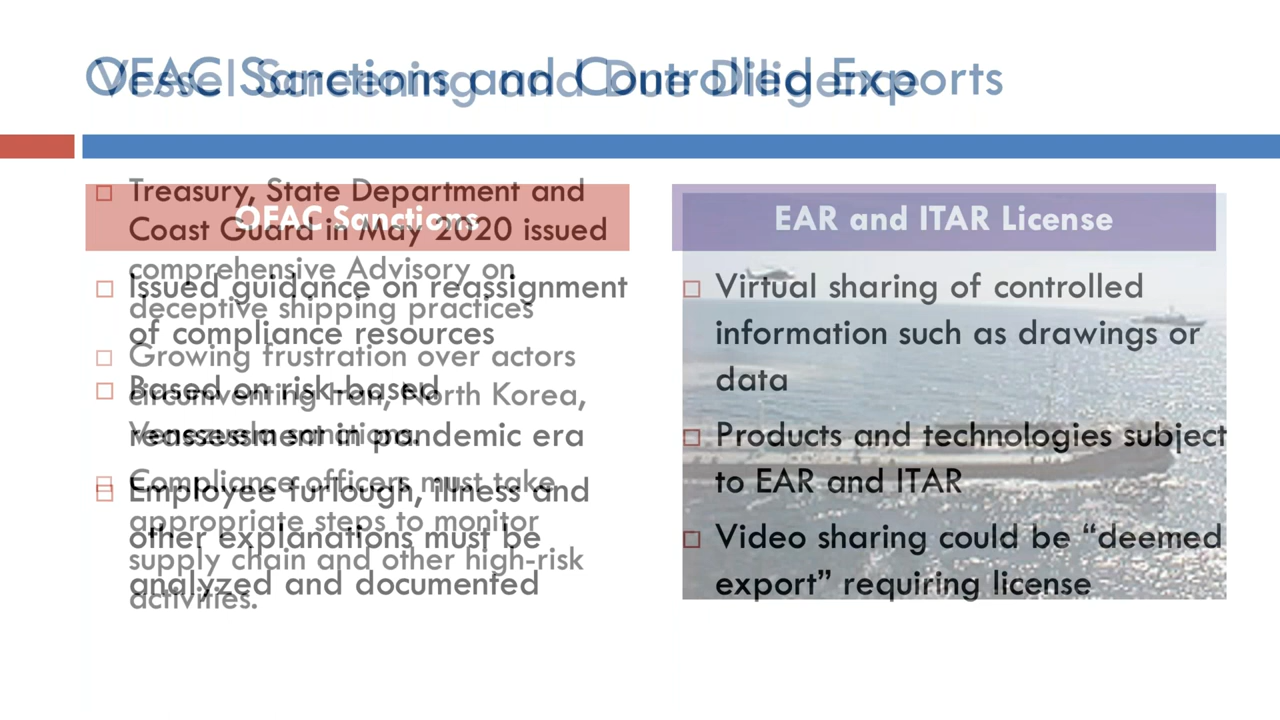 OFAC Sanctions and Controlled Exports
Vessel Screening and Due Diligence
OFAC Sanctions
Issued guidance on reassignment
of compliance resources
Based on risk-based
reassessment in pandemic era
Employee furlough, illness and
other explanations must be
analyzed and documented
EAR and ITAR License
Virtual sharing of controlled
information such as drawings or
data
Products and technologies subject
to EAR and ITAR
Video sharing could be “deemed
export” requiring license
Treasury, State Department and
Coast Guard in May 2020 issued
comprehensive Advisory on
deceptive shipping practices
Growing frustration over actors
circumventing Iran, North Korea,
Venezuela sanctions.
Compliance officers must take
appropriate steps to monitor
supply chain and other high-risk
activities.